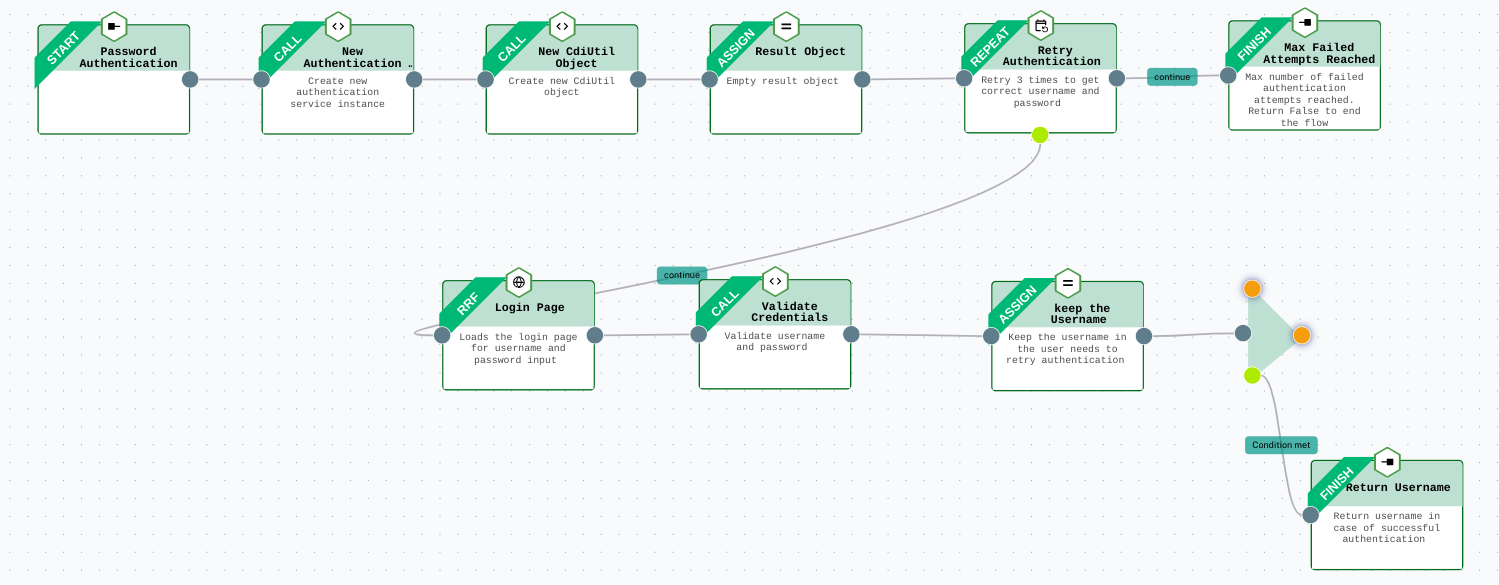 START
Password
Authentication
CALL
New
Authentication …
Create new
authentication
service instance
CALL
New CdiUtil
Object
Create new CdiUtil
object
ASSIGN
Result Object
Empty result object
REPEAT
Retry
Authentication
Retry 3 times to get
correct username and
password
continue
FINISH
Max Failed
Attempts Reached
Max number of failed
authentication
attempts reached.
Return False to end
the flow
RRF
Login Page
Loads the login page
for username and
password input
continue
CALL
Validate
Credentials
Validate username
and password
ASSIGN
keep the
Username
Keep the username in
the user needs to
retry authentication
Condition met
FINISH
Return Username
Return username in
case of successful
authentication